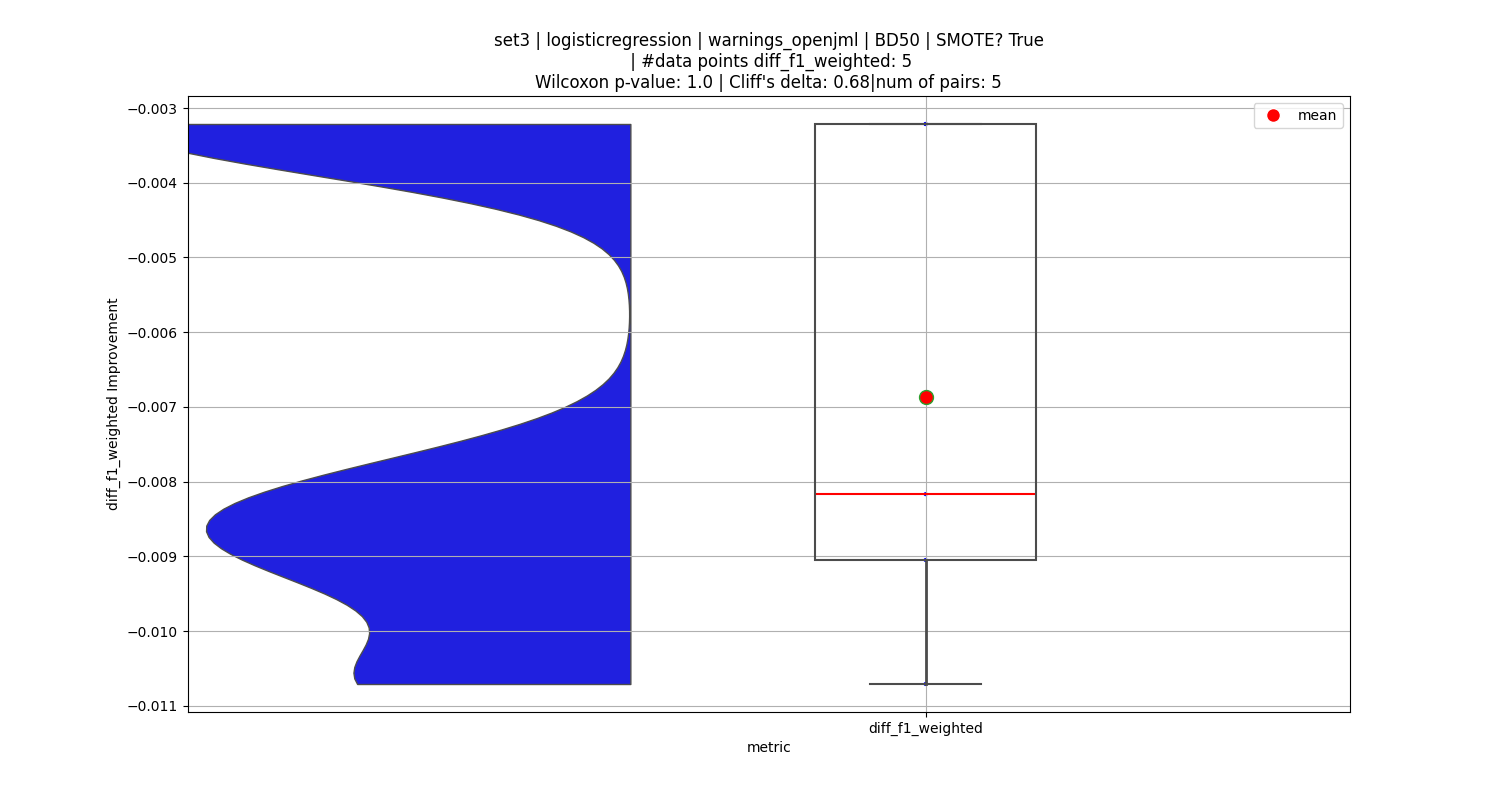 set3 | logisticregression | warnings_openjml | BD50 | SMOTE? True
| #data points diff_f1_weighted: 5
Wilcoxon p-value: 1.0 | Cliff's delta: 0.68|num of pairs: 5
mean
−0.003
−0.004
−0.005
−0.006
−0.007
−0.008
−0.009
−0.010
−0.011
diff_f1_weighted Improvement
diff_f1_weighted
metric